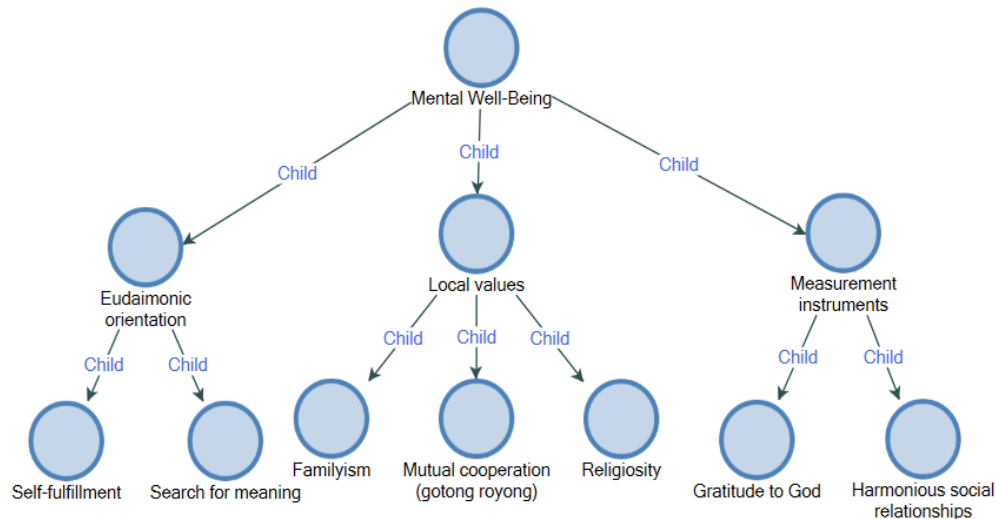 Mental Well-Being
Child
Child
Child
Eudaimonic
orientation
Local values
Measurement
instruments
Child
Child
Child
Child
Child
Child
Child
Self-fulfillment
Search for meaning
Familyism
Mutual cooperation
(gotong royong)
Religiosity
Gratitude to God
Harmonious social
relationships